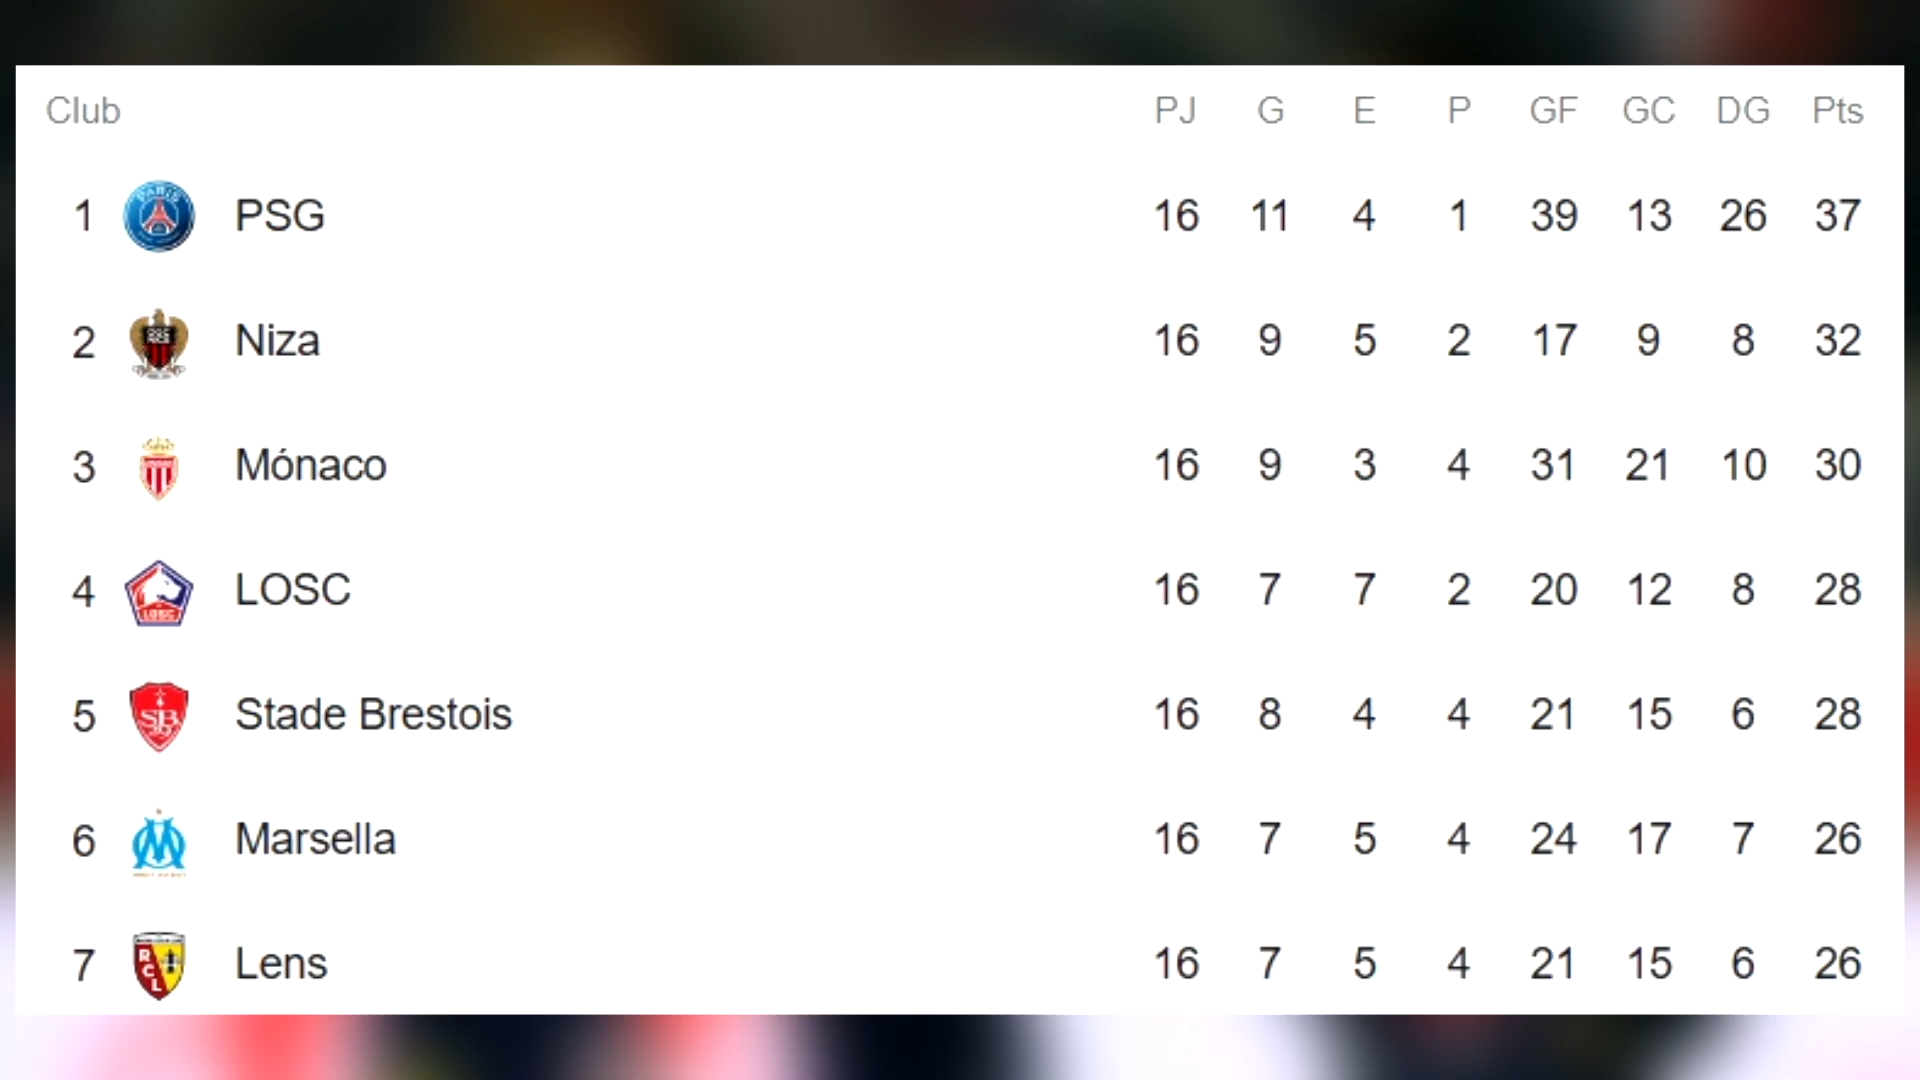 Club PJ G E P GF GC DG Pts
1 PSG 16 11 4 1 39 13 26 37
2 Niza 16 9 5 2 17 9 8 32
3 Mónaco 16 9 3 4 31 21 10 30
4 LOSC LOSC 16 7 7 2 20 12 8 28
5 SB Stade Brestois 16 8 4 4 21 15 6 28
6 Marsella 16 7 5 4 24 17 7 26
7 RCL Lens 16 7 5 4 21 15 6 26